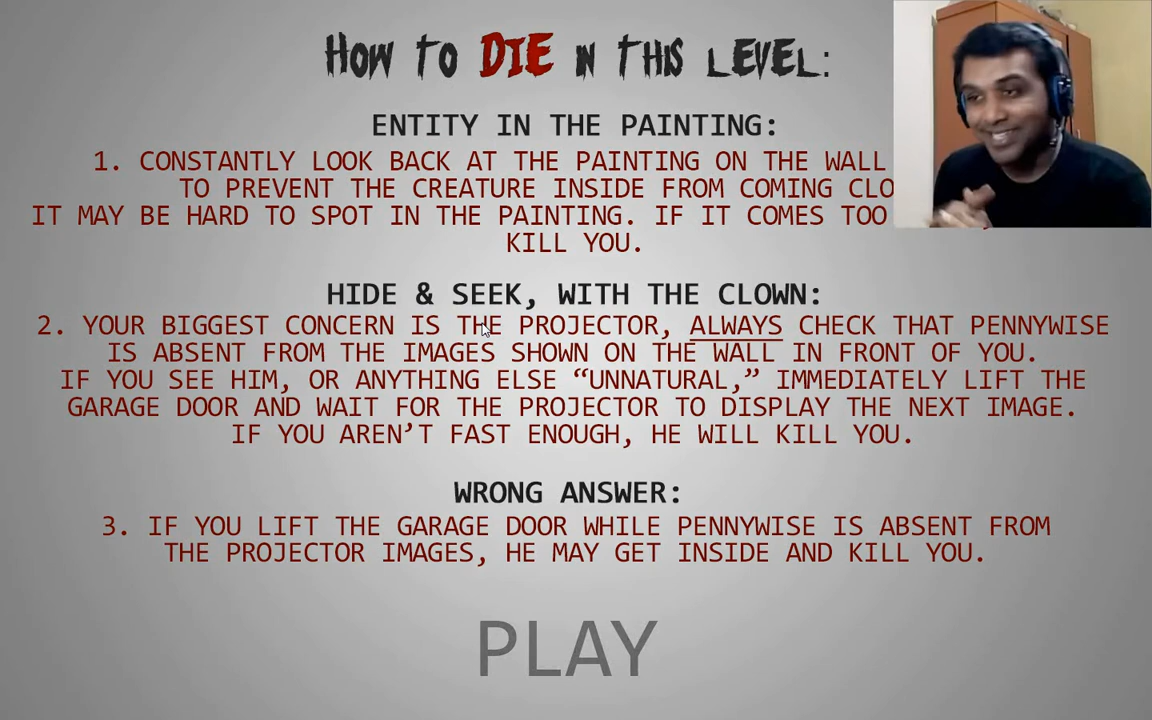 HOW TO DIE IN THIS LEVEL:
ENTITY IN THE PAINTING:
1. CONSTANTLY LOOK BACK AT THE PAINTING ON THE WALL
TO PREVENT THE CREATURE INSIDE FROM COMING CLO
IT MAY BE HARD TO SPOT IN THE PAINTING. IF IT COMES TOO
KILL YOU.
HIDE & SEEK, WITH THE CLOWN:
2. YOUR BIGGEST CONCERN IS THE PROJECTOR, ALWAYS CHECK THAT PENNYWISE
IS ABSENT FROM THE IMAGES SHOWN ON THE WALL IN FRONT OF YOU.
IF YOU SEE HIM, OR ANYTHING ELSE “UNNATURAL,” IMMEDIATELY LIFT THE
GARAGE DOOR AND WAIT FOR THE PROJECTOR TO DISPLAY THE NEXT IMAGE.
IF YOU AREN’T FAST ENOUGH, HE WILL KILL YOU.
WRONG ANSWER:
3. IF YOU LIFT THE GARAGE DOOR WHILE PENNYWISE IS ABSENT FROM
THE PROJECTOR IMAGES, HE MAY GET INSIDE AND KILL YOU.
PLAY